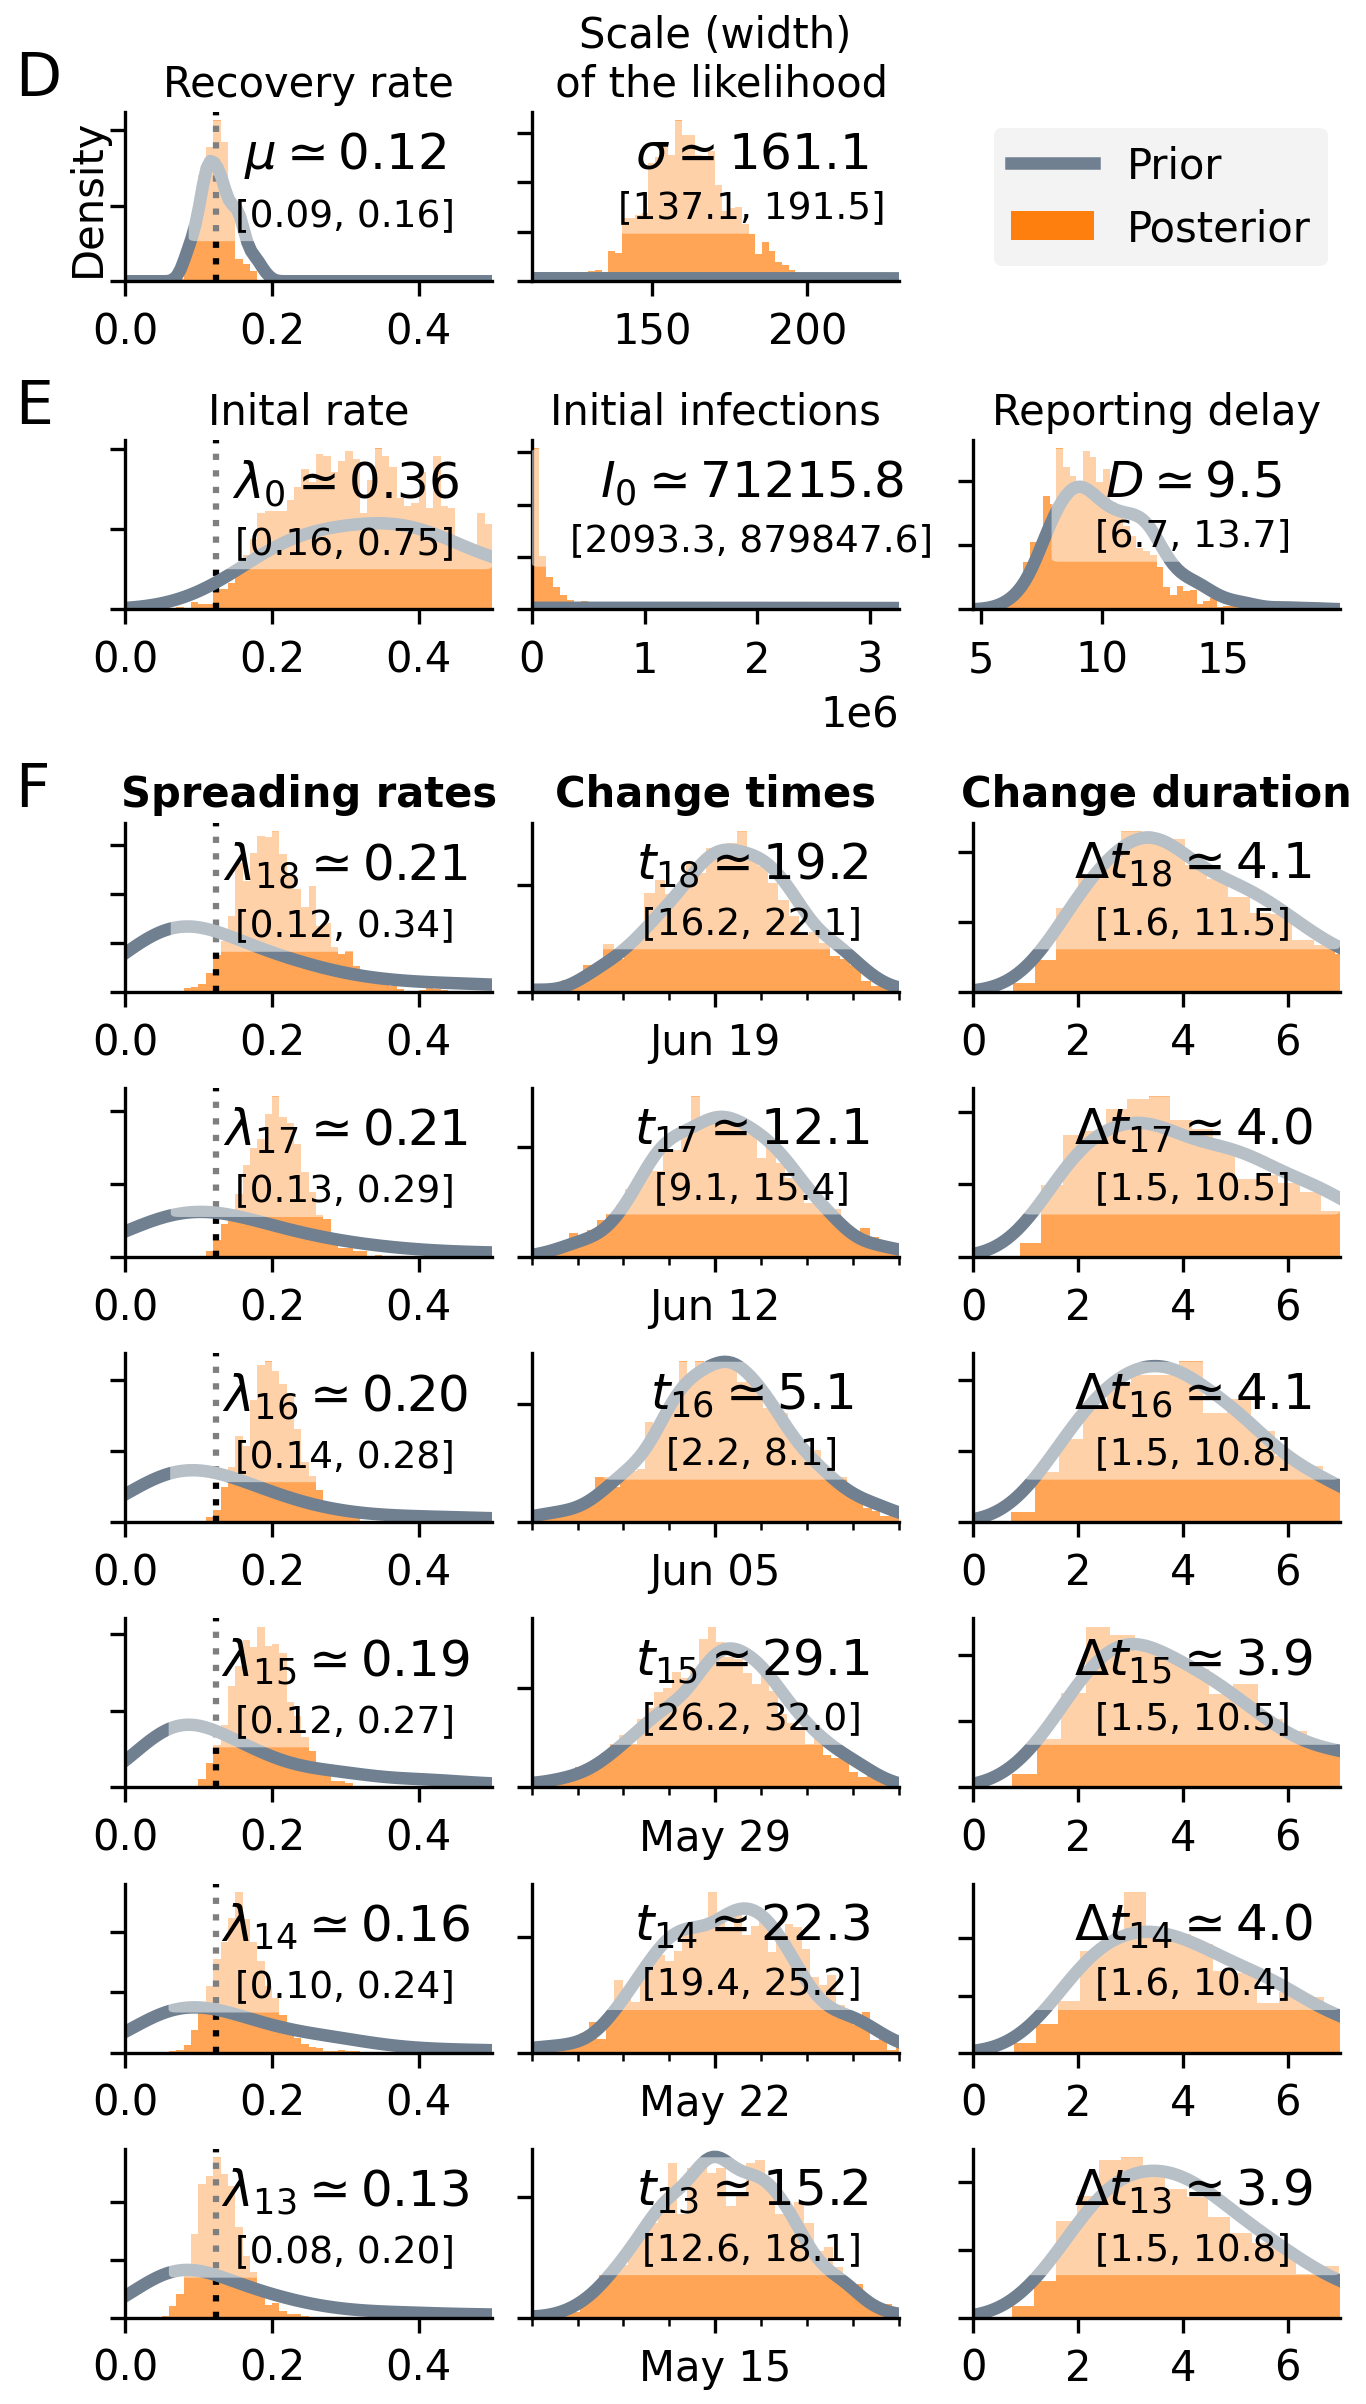 D
Recovery rate
Scale (width)
of the likelihood
Density
μ ≃ 0.12
[0.09, 0.16]
σ ≃ 161.1
[137.1, 191.5]
Prior
Posterior
0.0 0.2 0.4
150 200
E
Inital rate
Initial infections
Reporting delay
λ₀ ≃ 0.36
[0.16, 0.75]
I₀ ≃ 71215.8
[2093.3, 879847.6]
D ≃ 9.5
[6.7, 13.7]
0.0 0.2 0.4
0 1 2 3
1e6
5 10 15
F
Spreading rates
Change times
Change duration
λ₁₈ ≃ 0.21
[0.12, 0.34]
t₁₈ ≃ 19.2
[16.2, 22.1]
Δt₁₈ ≃ 4.1
[1.6, 11.5]
0.0 0.2 0.4
Jun 19
0 2 4 6
λ₁₇ ≃ 0.21
[0.13, 0.29]
t₁₇ ≃ 12.1
[9.1, 15.4]
Δt₁₇ ≃ 4.0
[1.5, 10.5]
0.0 0.2 0.4
Jun 12
0 2 4 6
λ₁₆ ≃ 0.20
[0.14, 0.28]
t₁₆ ≃ 5.1
[2.2, 8.1]
Δt₁₆ ≃ 4.1
[1.5, 10.8]
0.0 0.2 0.4
Jun 05
0 2 4 6
λ₁₅ ≃ 0.19
[0.12, 0.27]
t₁₅ ≃ 29.1
[26.2, 32.0]
Δt₁₅ ≃ 3.9
[1.5, 10.5]
0.0 0.2 0.4
May 29
0 2 4 6
λ₁₄ ≃ 0.16
[0.10, 0.24]
t₁₄ ≃ 22.3
[19.4, 25.2]
Δt₁₄ ≃ 4.0
[1.6, 10.4]
0.0 0.2 0.4
May 22
0 2 4 6
λ₁₃ ≃ 0.13
[0.08, 0.20]
t₁₃ ≃ 15.2
[12.6, 18.1]
Δt₁₃ ≃ 3.9
[1.5, 10.8]
0.0 0.2 0.4
May 15
0 2 4 6